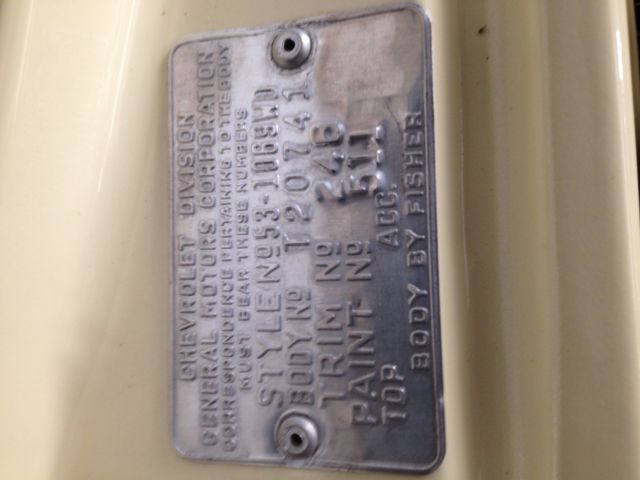 CHEVROLET DIVISION
GENERAL MOTORS CORPORATION
CORRESPONDENCE PERTAINING TO THE BODY
MUST BEAR THESE NUMBERS
STYLE No 53-1069WD
BODY No T 20741
TRIM No 246
PAINT No 511
TOP ACC.
BODY BY FISHER